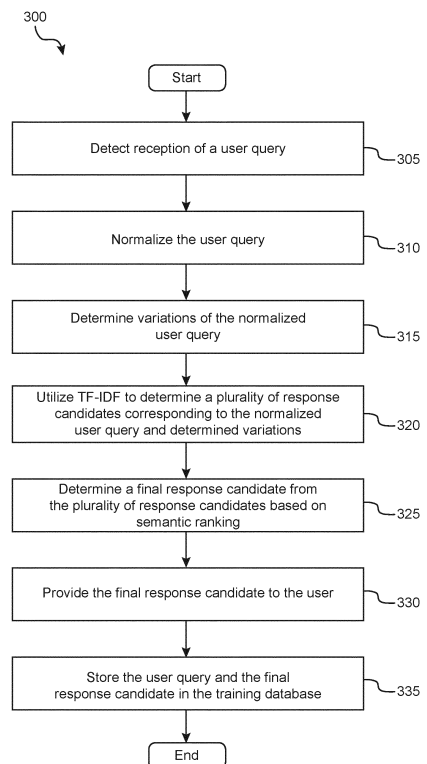 300
Start
Detect reception of a user query
305
Normalize the user query
310
Determine variations of the normalized
user query
315
Utilize TF-IDF to determine a plurality of response
candidates corresponding to the normalized
user query and determined variations
320
Determine a final response candidate from
the plurality of response candidates based on
semantic ranking
325
Provide the final response candidate to the user
330
Store the user query and the final
response candidate in the training database
335
End